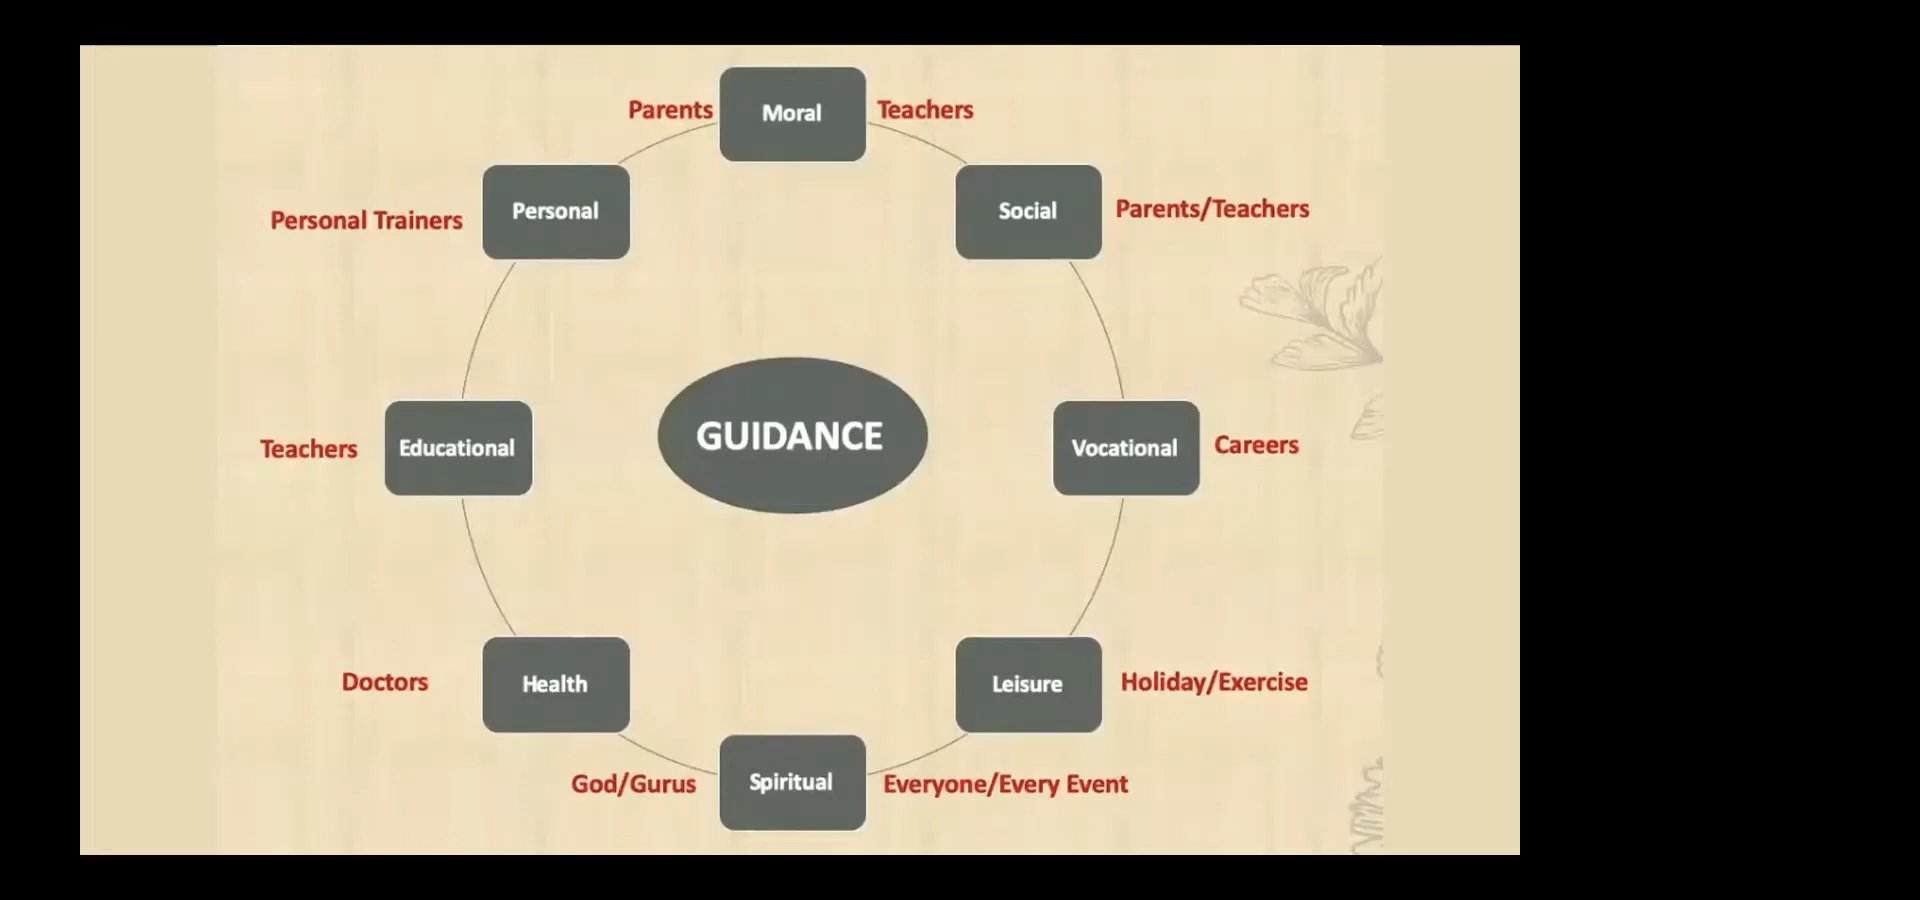 Parents Moral Teachers
Personal Trainers Personal Social Parents/Teachers
GUIDANCE
Teachers Educational Vocational Careers
Doctors Health Leisure Holiday/Exercise
God/Gurus Spiritual Everyone/Every Event